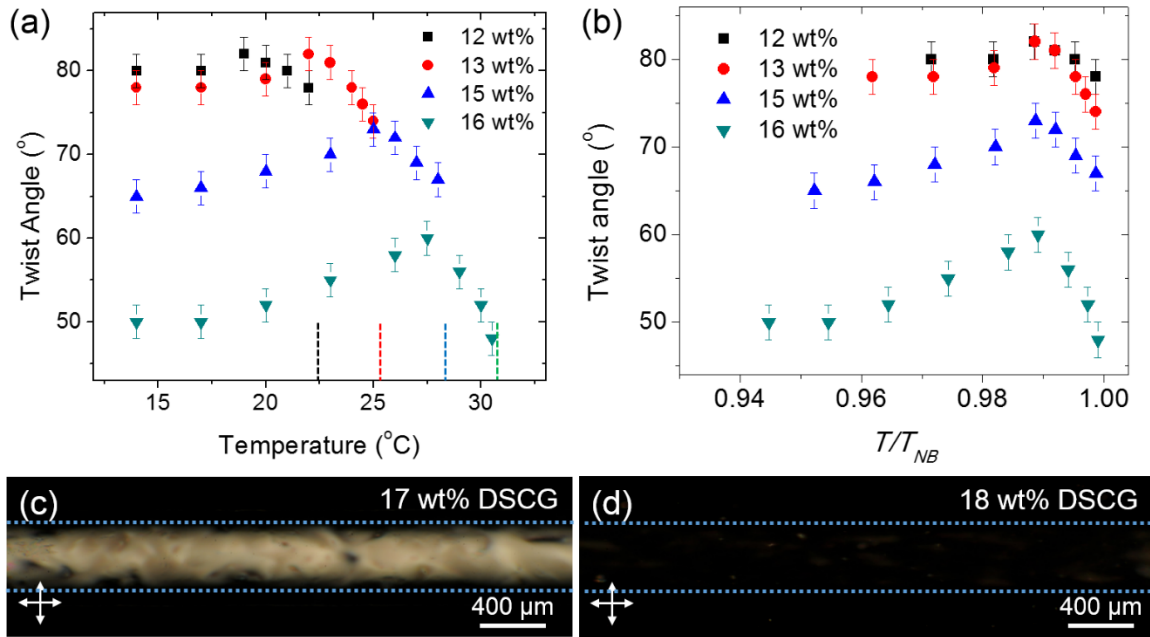 (a)
12 wt%
13 wt%
15 wt%
16 wt%
80
70
60
50
Twist Angle (°)
15
20
25
30
Temperature (°C)
(b)
12 wt%
13 wt%
15 wt%
16 wt%
80
70
60
50
Twist angle (°)
0.94
0.96
0.98
1.00
T/T_NB
(c)
17 wt% DSCG
400 µm
(d)
18 wt% DSCG
400 µm